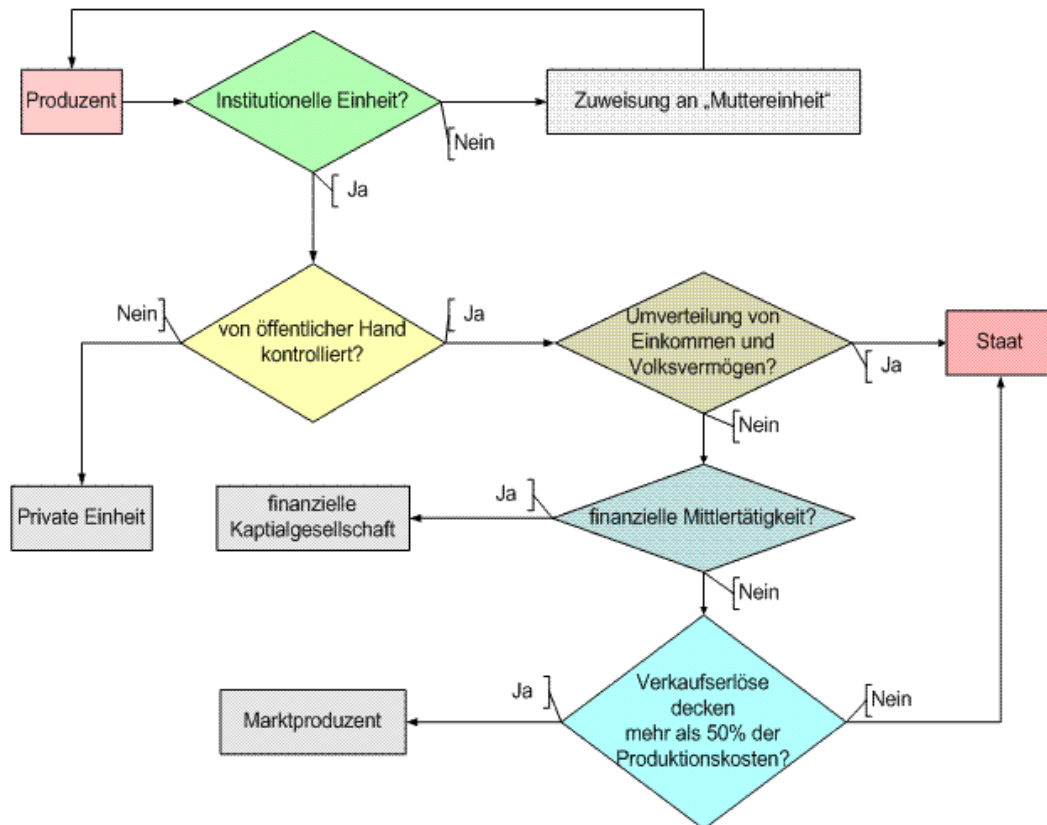 Produzent
Institutionelle Einheit?
Zuweisung an „Muttereinheit“
Nein
Ja
Nein
von öffentlicher Hand
kontrolliert?
Ja
Umverteilung von
Einkommen und
Volksvermögen?
Ja
Staat
Nein
Private Einheit
finanzielle
Kaptialgesellschaft
Ja
finanzielle Mittlertätigkeit?
Nein
Marktproduzent
Ja
Verkaufserlöse
decken
mehr als 50% der
Produktionskosten?
Nein